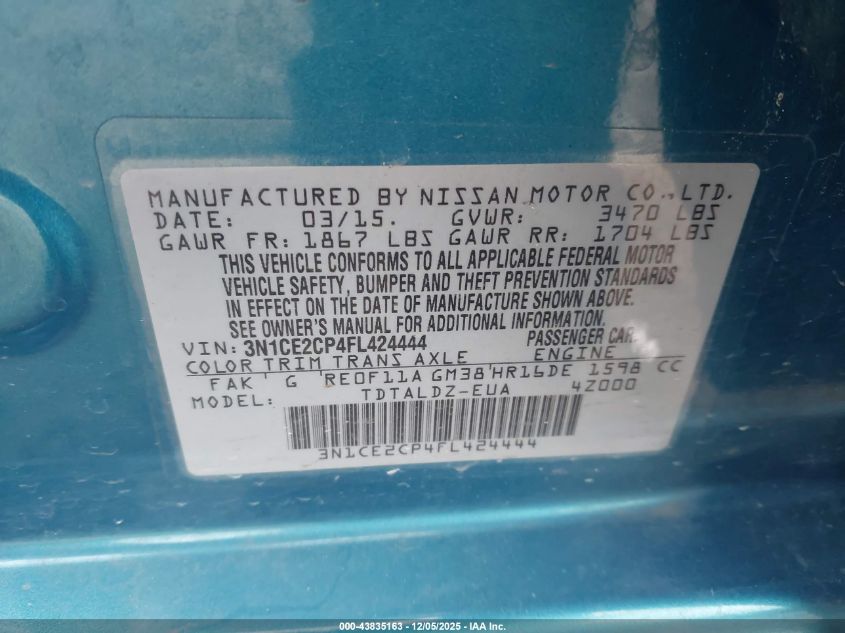 MANUFACTURED BY NISSAN MOTOR CO., LTD.
DATE: 03/15. GVWR: 3470 LBS
GAWR FR: 1867 LBS GAWR RR: 1704 LBS
THIS VEHICLE CONFORMS TO ALL APPLICABLE FEDERAL MOTOR
VEHICLE SAFETY, BUMPER AND THEFT PREVENTION STANDARDS
IN EFFECT ON THE DATE OF MANUFACTURE SHOWN ABOVE.
SEE OWNER'S MANUAL FOR ADDITIONAL INFORMATION.
VIN: 3N1CE2CP4FL424444 PASSENGER CAR
COLOR TRIM TRANS AXLE ENGINE
FAK G RE0F11A GM38 HR16DE 1598 CC
MODEL: TDTALDZ-EUA 4Z000
3N1CE2CP4FL424444
000-43835163 - 12/05/2025 - IAA Inc.